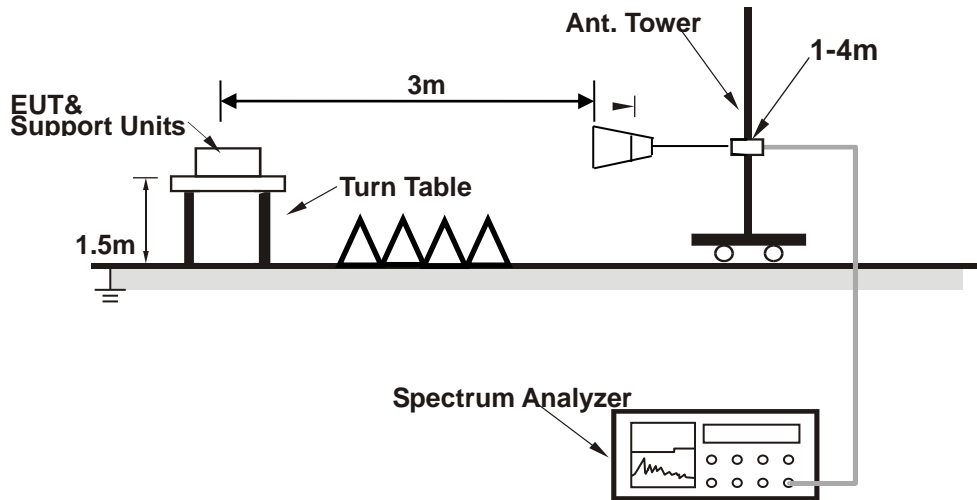 Ant. Tower
1-4m
3m
EUT&
Support Units
Turn Table
1.5m
Spectrum Analyzer